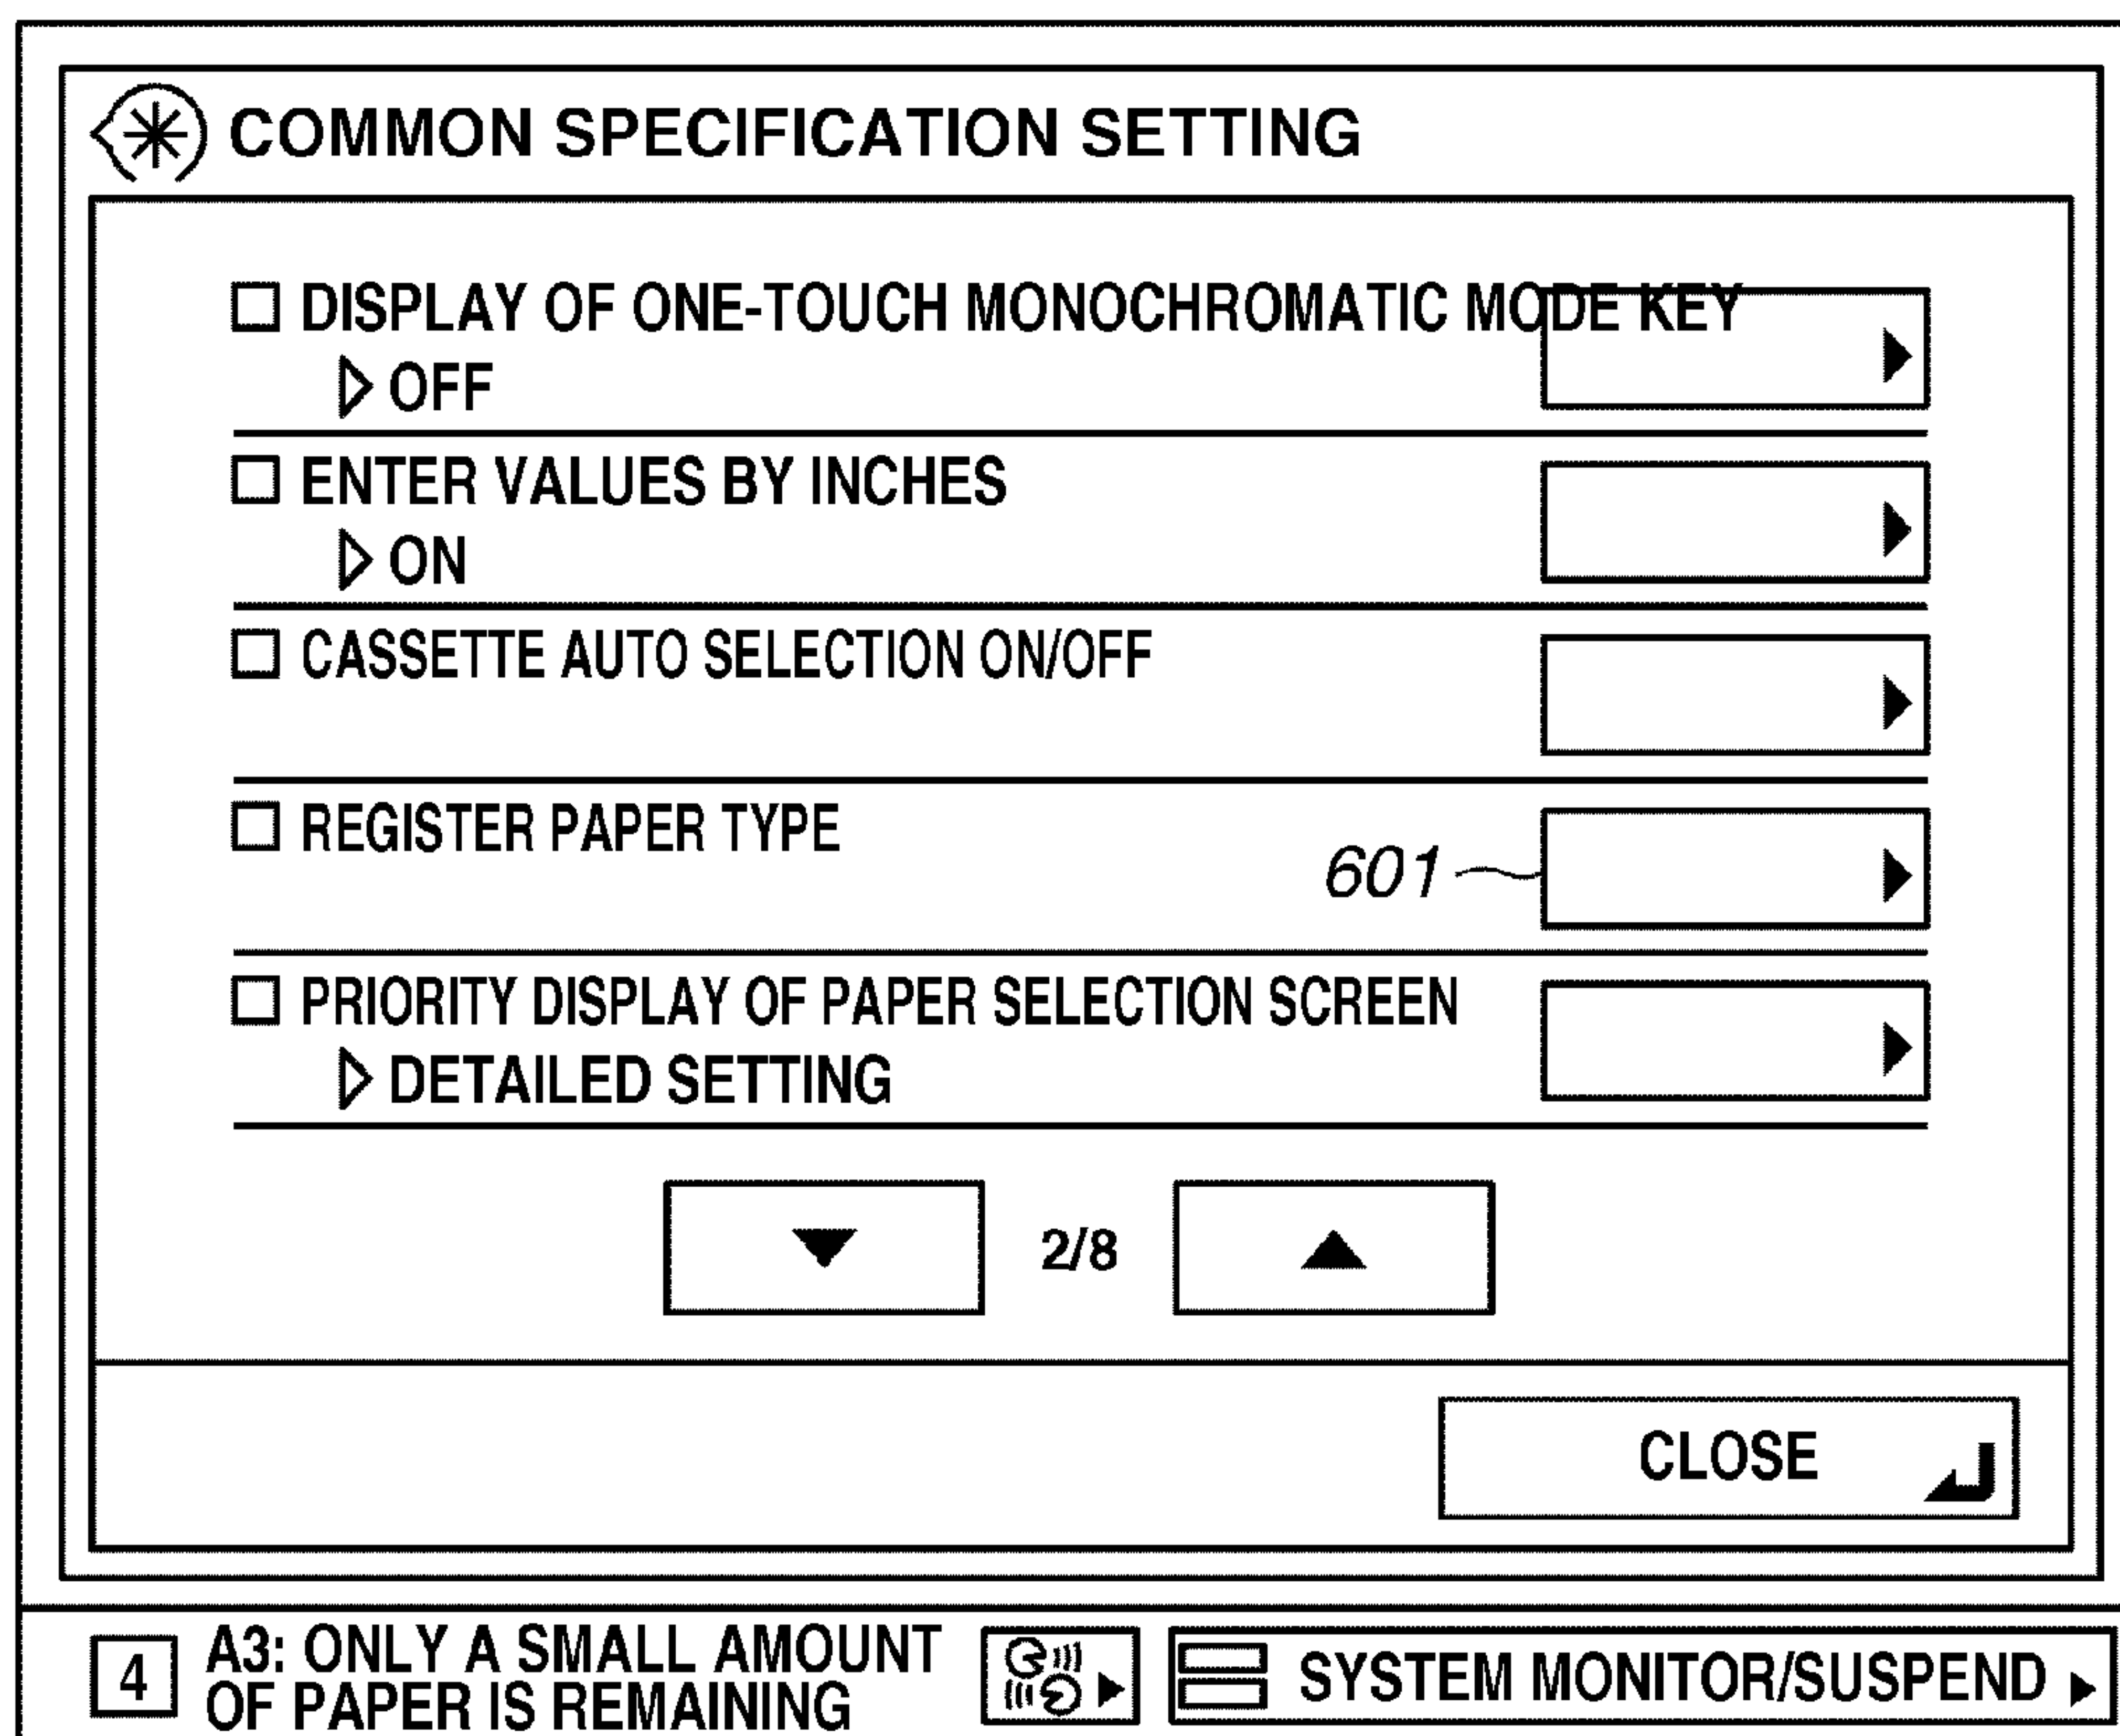 COMMON SPECIFICATION SETTING
DISPLAY OF ONE-TOUCH MONOCHROMATIC MODE KEY
OFF
ENTER VALUES BY INCHES
ON
CASSETTE AUTO SELECTION ON/OFF
REGISTER PAPER TYPE
601
PRIORITY DISPLAY OF PAPER SELECTION SCREEN
DETAILED SETTING
2/8
CLOSE
4
A3: ONLY A SMALL AMOUNT
OF PAPER IS REMAINING
SYSTEM MONITOR/SUSPEND